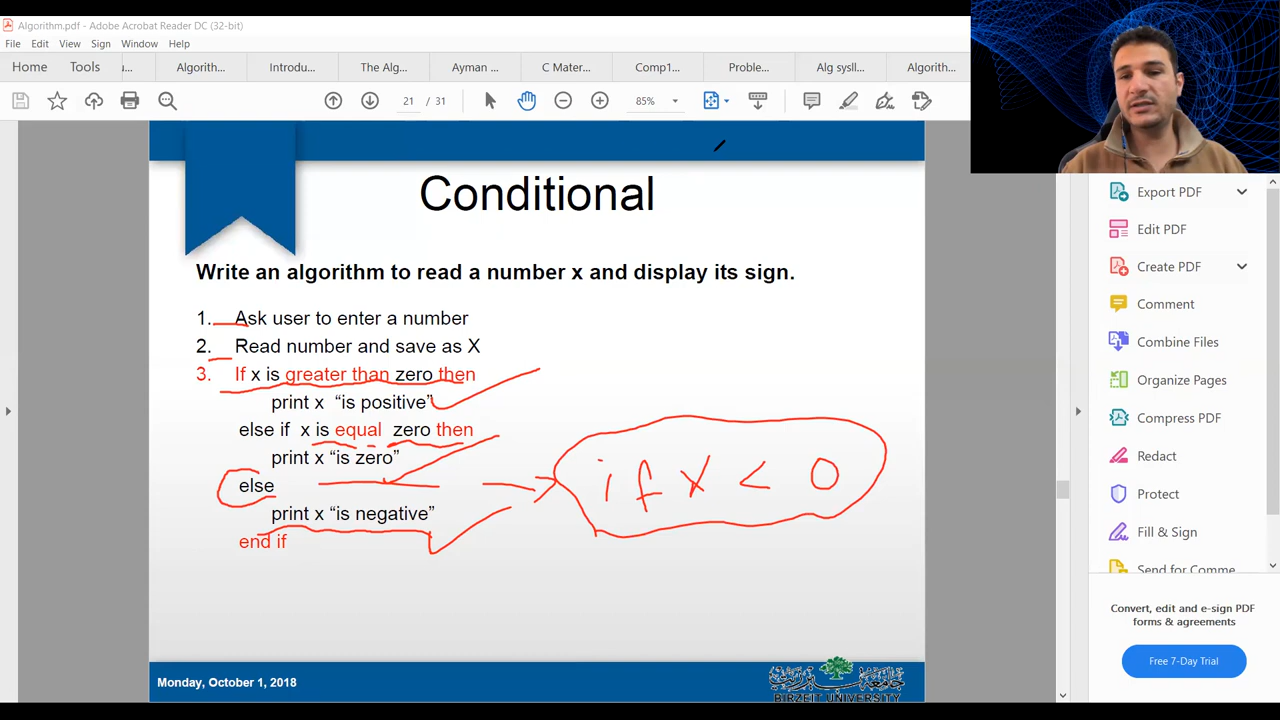 Algorithm.pdf - Adobe Acrobat Reader DC (32-bit)
File Edit View Sign Window Help
Home Tools ...
Algorith...
Introdu...
The Alg...
Ayman ...
C Mater...
Comp1...
Proble...
Alg syll...
Algorith...
21 / 31
85%
Conditional
Write an algorithm to read a number x and display its sign.
1. Ask user to enter a number
2. Read number and save as X
3. If x is greater than zero then
print x "is positive"
else if x is equal zero then
print x "is zero"
else
print x "is negative"
end if
if X < 0
Monday, October 1, 2018
BIRZEIT UNIVERSITY
Export PDF
Edit PDF
Create PDF
Comment
Combine Files
Organize Pages
Compress PDF
Redact
Protect
Fill & Sign
Send for Comme
Convert, edit and e-sign PDF
forms & agreements
Free 7-Day Trial